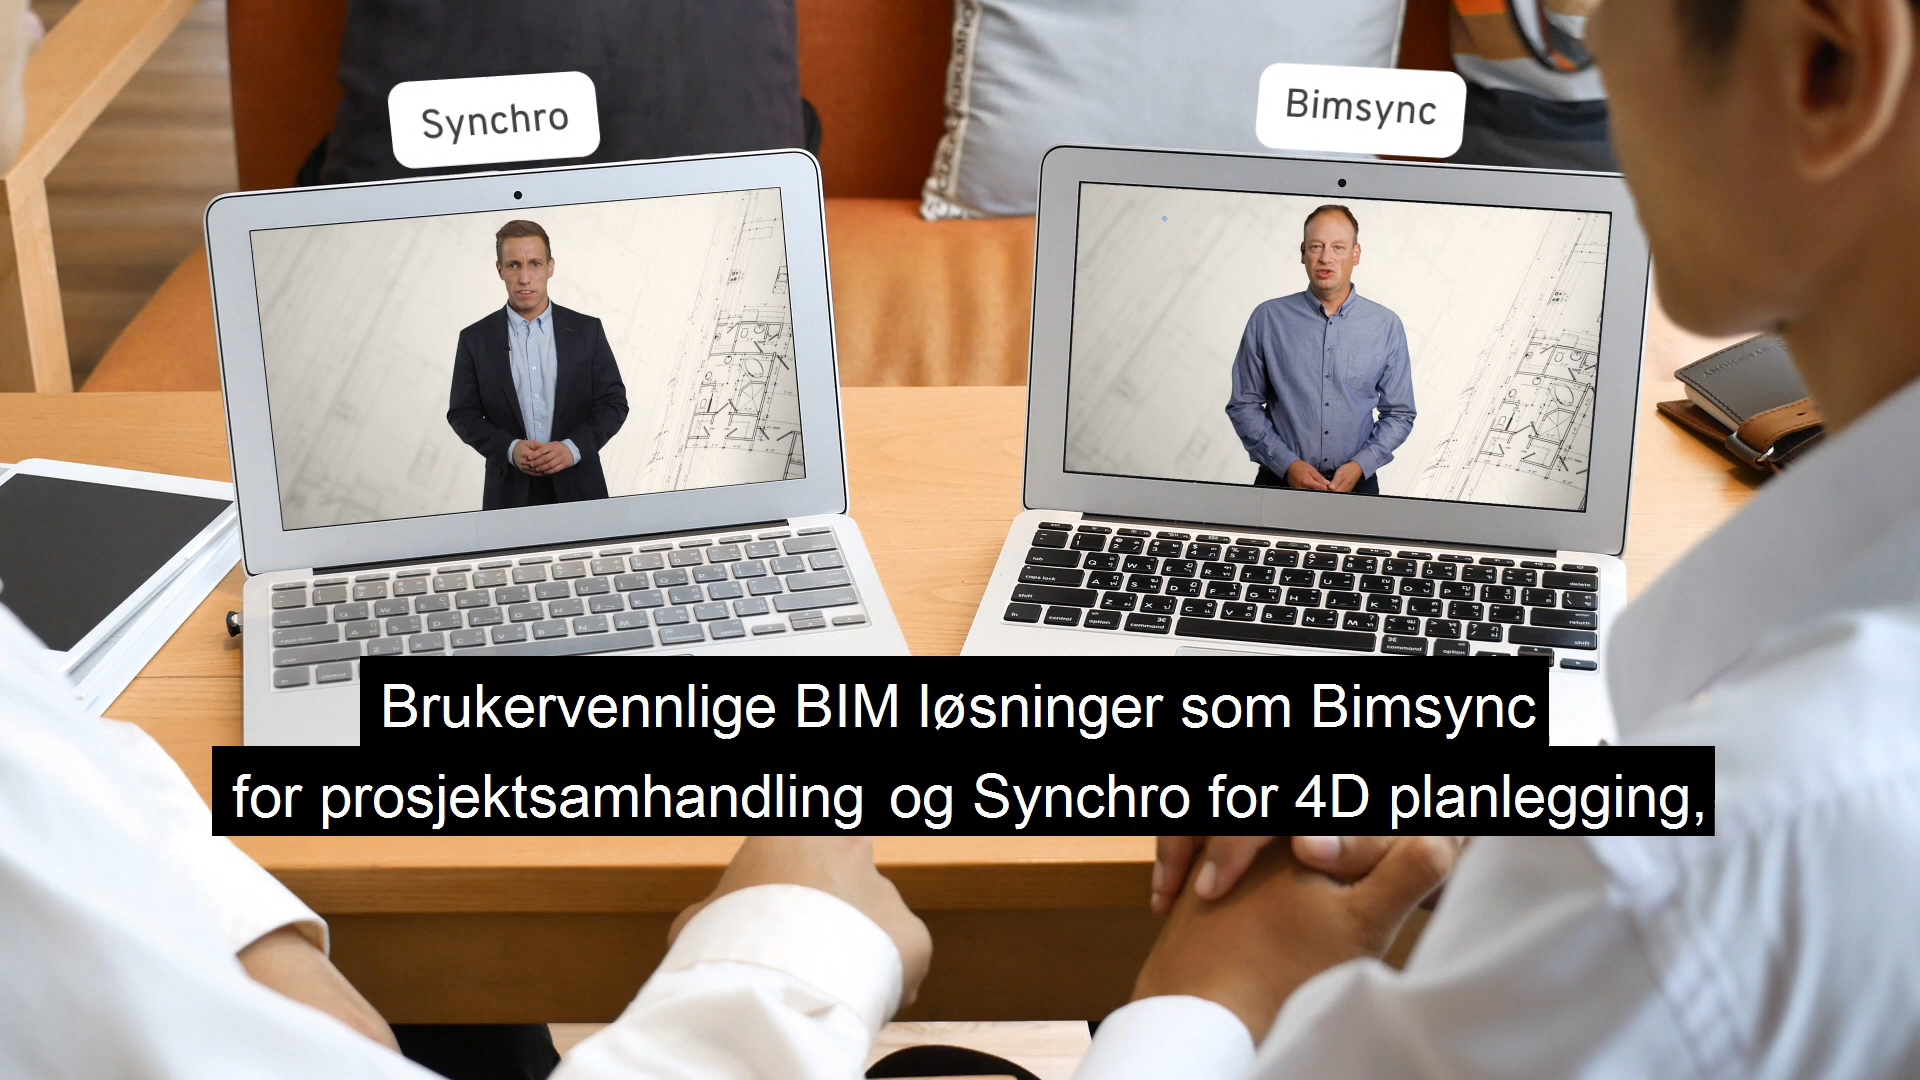 Synchro
Bimsync
Brukervennlige BIM løsninger som Bimsync
for prosjektsamhandling og Synchro for 4D planlegging,